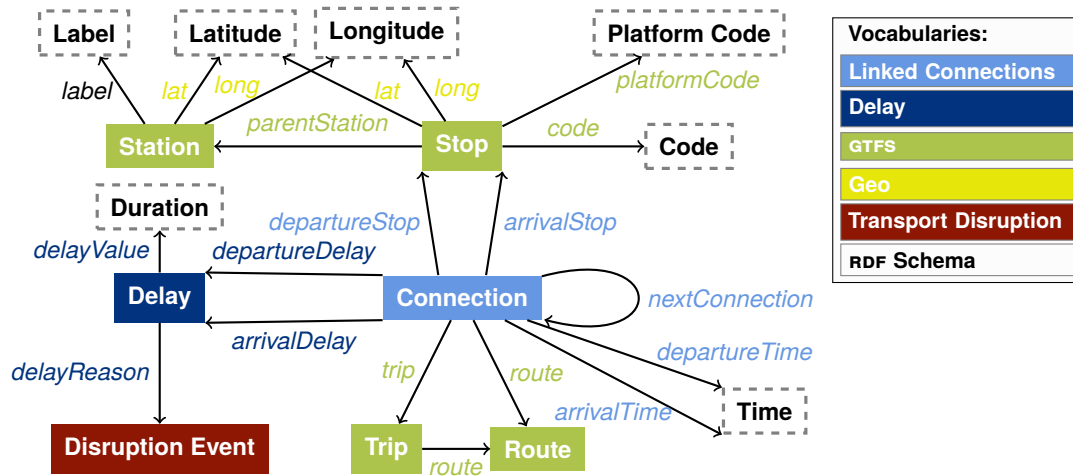 Label
Latitude
Longitude
Platform Code
label
lat
long
lat
long
platformCode
Station
parentStation
Stop
code
Code
Duration
departureStop
arrivalStop
delayValue
departureDelay
Delay
Connection
nextConnection
arrivalDelay
delayReason
trip
route
departureTime
arrivalTime
Time
Disruption Event
Trip
route
Route
Vocabularies:
Linked Connections
Delay
GTFS
Geo
Transport Disruption
RDF Schema